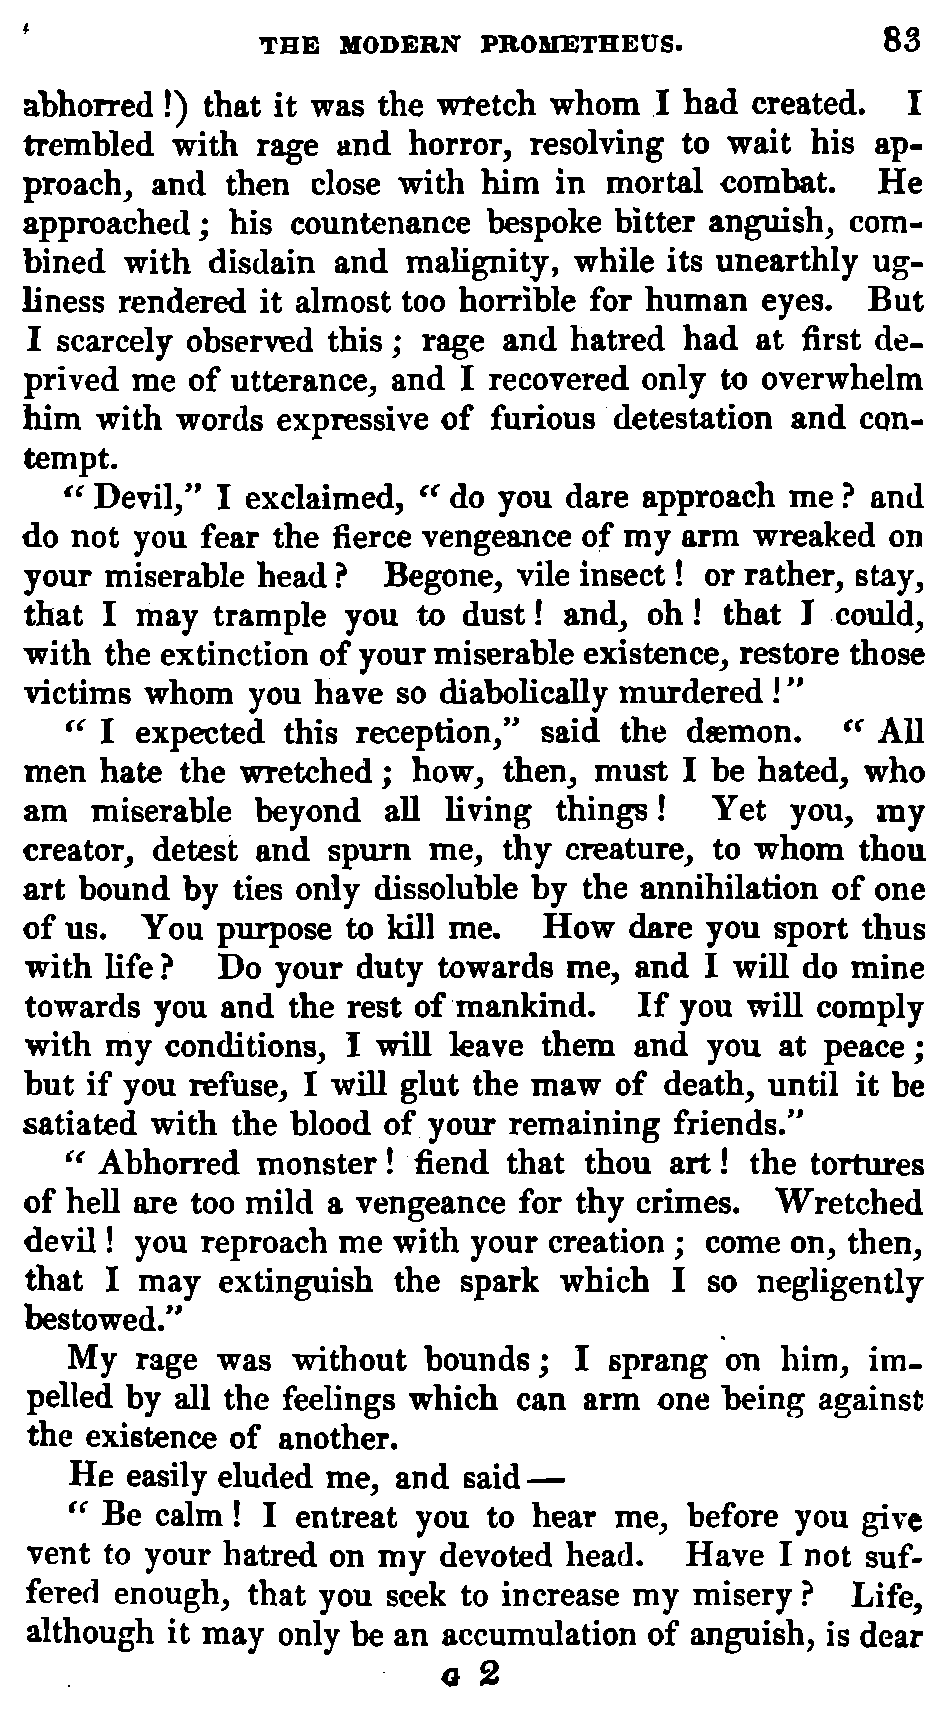 THE MODERN PROMETHEUS. 83
abhorred !) that it was the wretch whom I had created. I
trembled with rage and horror, resolving to wait his ap-
proach, and then close with him in mortal combat. He
approached ; his countenance bespoke bitter anguish, com-
bined with disdain and malignity, while its unearthly ug-
liness rendered it almost too horrible for human eyes. But
I scarcely observed this ; rage and hatred had at first de-
prived me of utterance, and I recovered only to overwhelm
him with words expressive of furious detestation and con-
tempt.
“ Devil,” I exclaimed, “ do you dare approach me ? and
do not you fear the fierce vengeance of my arm wreaked on
your miserable head ? Begone, vile insect ! or rather, stay,
that I may trample you to dust ! and, oh ! that I could,
with the extinction of your miserable existence, restore those
victims whom you have so diabolically murdered !”
“ I expected this reception,” said the dæmon. “ All
men hate the wretched ; how, then, must I be hated, who
am miserable beyond all living things ! Yet you, my
creator, detest and spurn me, thy creature, to whom thou
art bound by ties only dissoluble by the annihilation of one
of us. You purpose to kill me. How dare you sport thus
with life ? Do your duty towards me, and I will do mine
towards you and the rest of mankind. If you will comply
with my conditions, I will leave them and you at peace ;
but if you refuse, I will glut the maw of death, until it be
satiated with the blood of your remaining friends.”
“ Abhorred monster ! fiend that thou art ! the tortures
of hell are too mild a vengeance for thy crimes. Wretched
devil ! you reproach me with your creation ; come on, then,
that I may extinguish the spark which I so negligently
bestowed.”
My rage was without bounds ; I sprang on him, im-
pelled by all the feelings which can arm one being against
the existence of another.
He easily eluded me, and said —
“ Be calm ! I entreat you to hear me, before you give
vent to your hatred on my devoted head. Have I not suf-
fered enough, that you seek to increase my misery ? Life,
although it may only be an accumulation of anguish, is dear
G 2